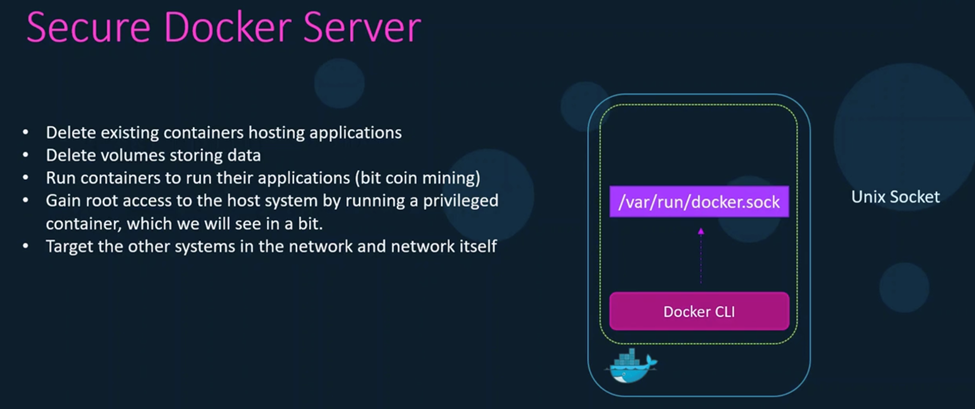 Secure Docker Server
• Delete existing containers hosting applications
• Delete volumes storing data
• Run containers to run their applications (bit coin mining)
• Gain root access to the host system by running a privileged
container, which we will see in a bit.
• Target the other systems in the network and network itself
/var/run/docker.sock
Unix Socket
Docker CLI